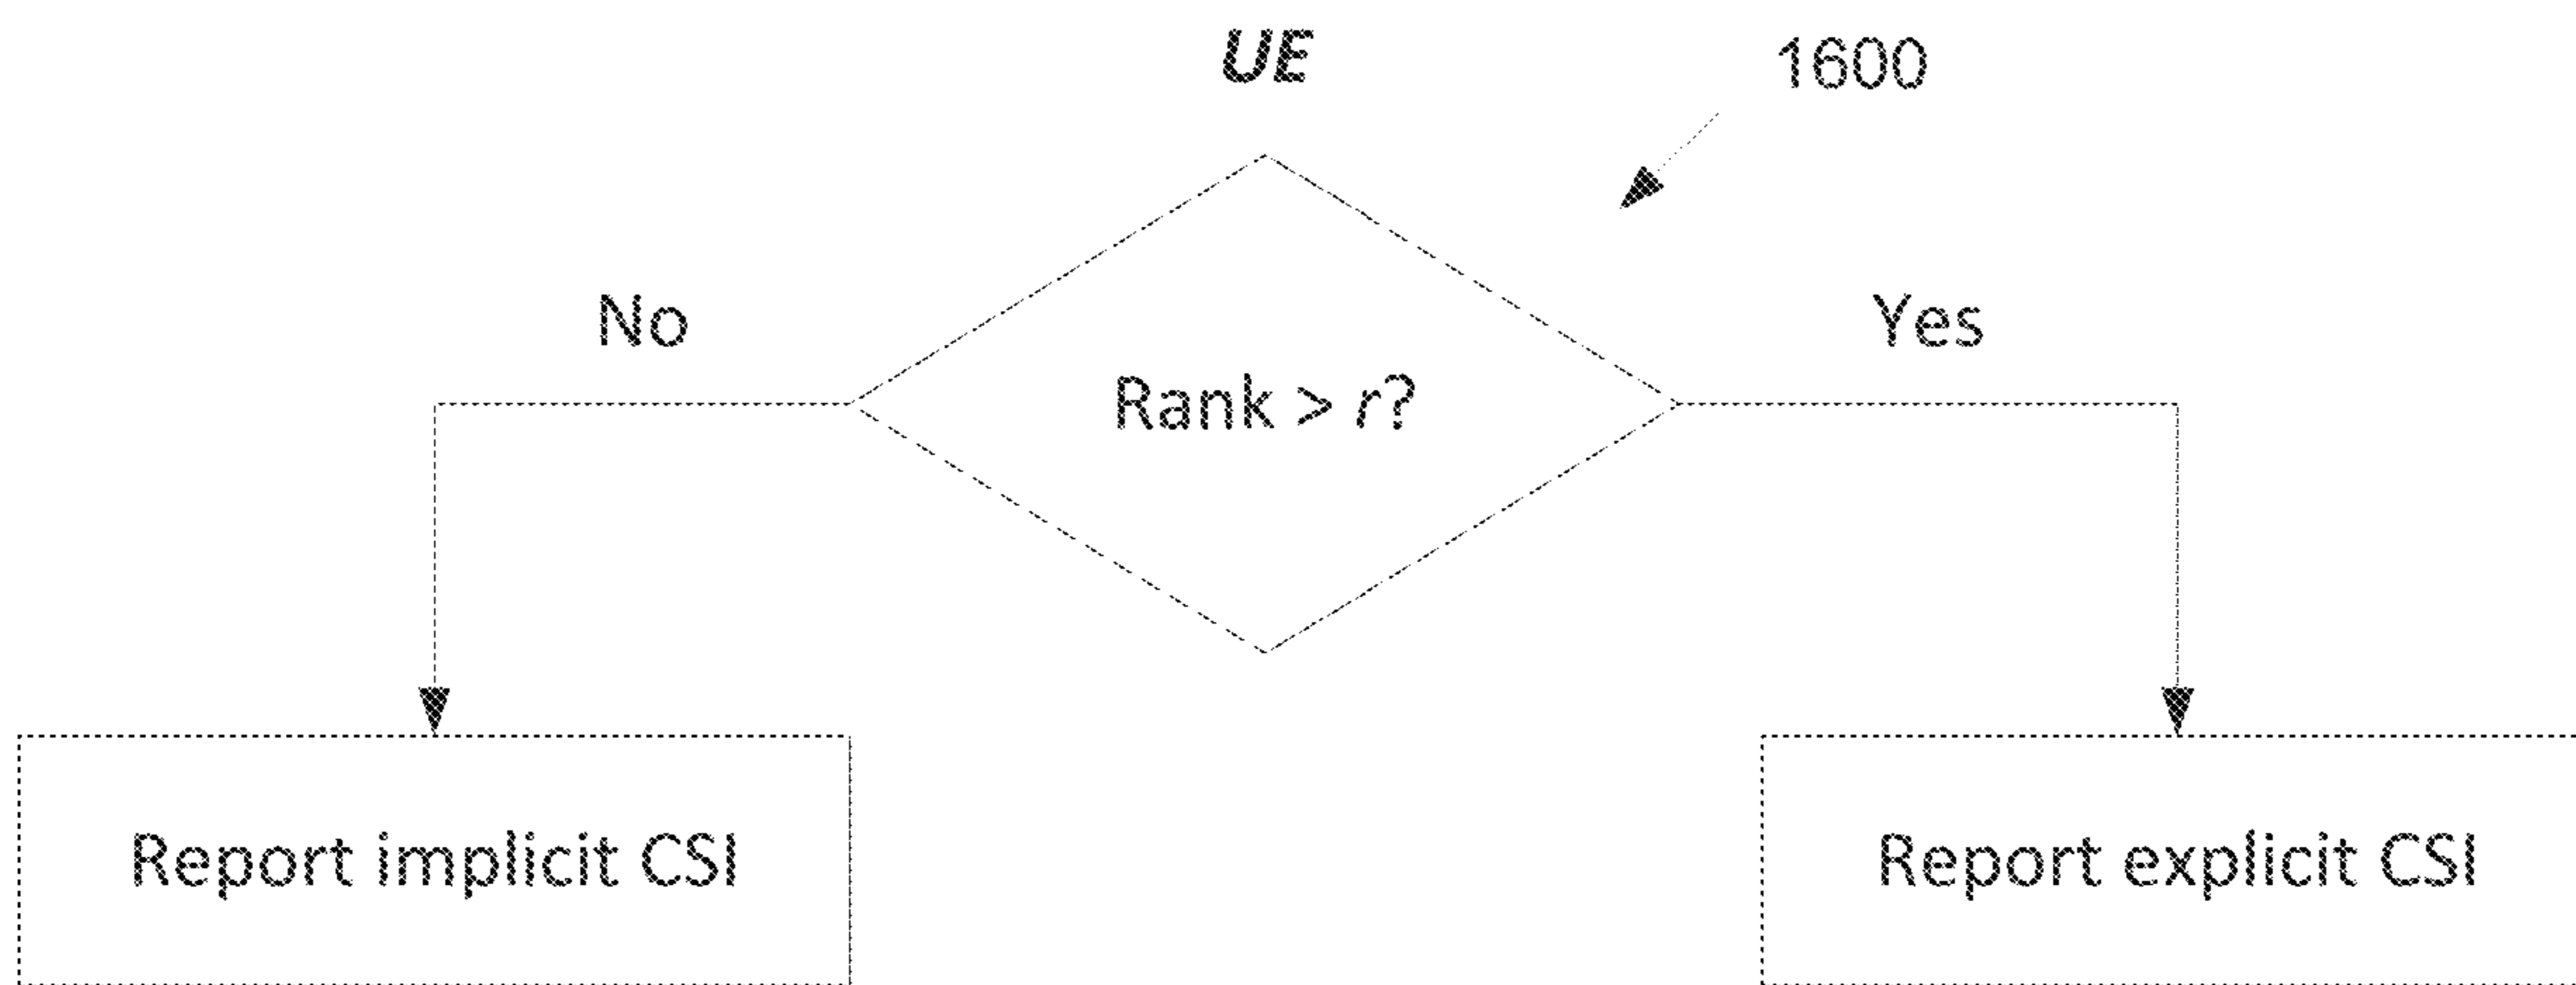 UE
1600
No
Yes
Rank > r?
Report implicit CSI
Report explicit CSI